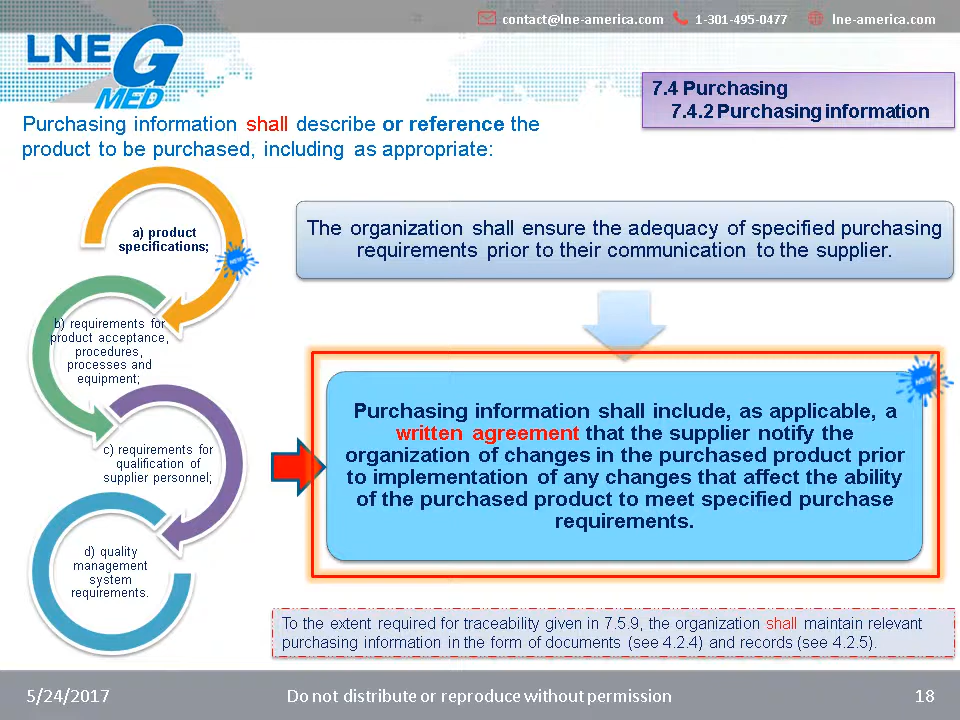 contact@lne-america.com 1-301-495-0477 lne-america.com
LNE G
MED
7.4 Purchasing
7.4.2 Purchasing information
Purchasing information shall describe or reference the
product to be purchased, including as appropriate:
a) product
specifications;
b) requirements for
product acceptance,
procedures,
processes and
equipment;
c) requirements for
qualification of
supplier personnel;
d) quality
management
system
requirements.
The organization shall ensure the adequacy of specified purchasing
requirements prior to their communication to the supplier.
Purchasing information shall include, as applicable, a
written agreement that the supplier notify the
organization of changes in the purchased product prior
to implementation of any changes that affect the ability
of the purchased product to meet specified purchase
requirements.
To the extent required for traceability given in 7.5.9, the organization shall maintain relevant
purchasing information in the form of documents (see 4.2.4) and records (see 4.2.5).
5/24/2017 Do not distribute or reproduce without permission 18